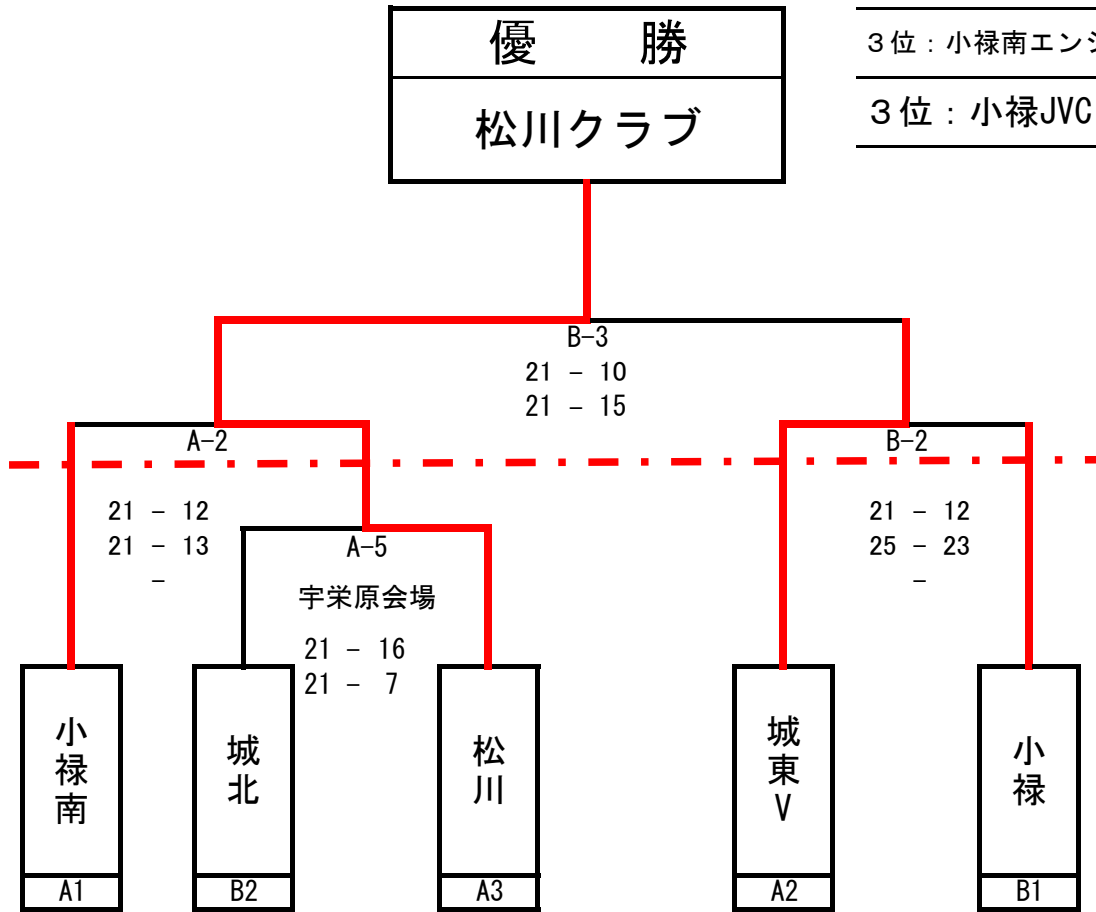 優 勝
松川クラブ
３位：小禄南エンジ
３位：小禄JVC
B-3
21 - 10
21 - 15
A-2
B-2
21 - 12
21 - 13
-
A-5
宇栄原会場
21 - 16
21 - 7
21 - 12
25 - 23
-
小禄南
城北
松川
城東V
小禄
A1
B2
A3
A2
B1